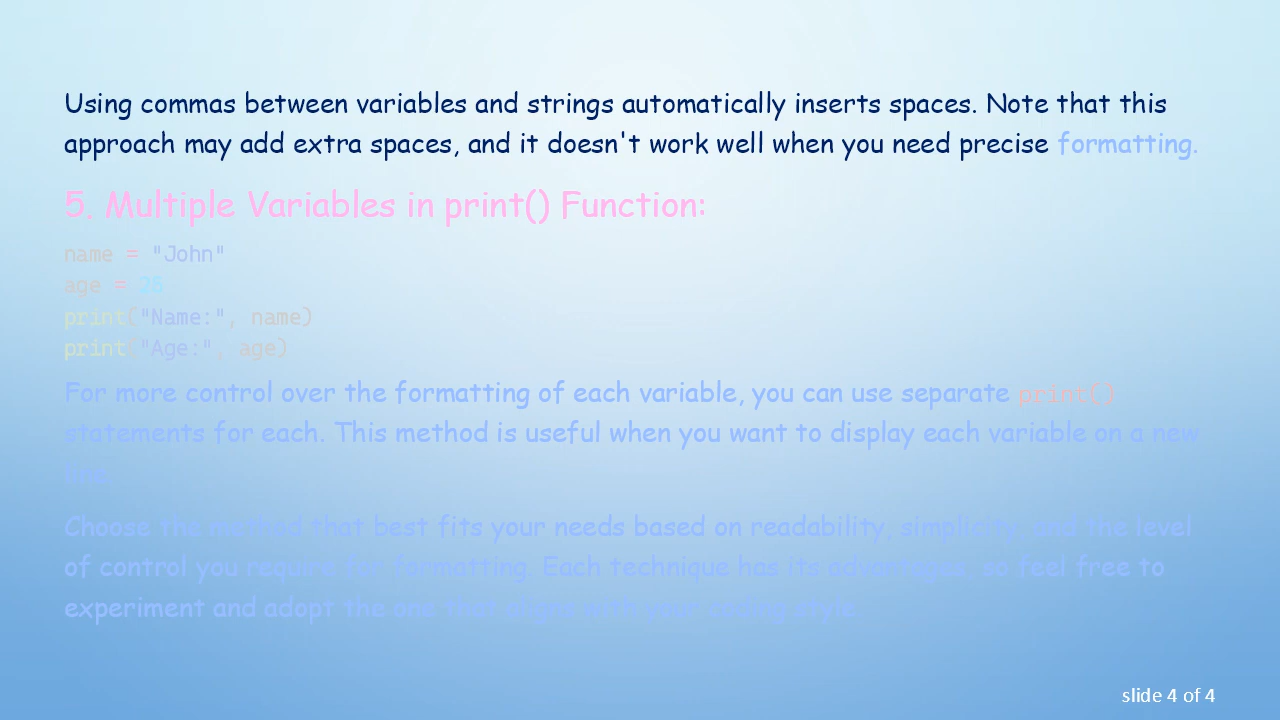 Using commas between variables and strings automatically inserts spaces. Note that this
approach may add extra spaces, and it doesn't work well when you need precise formatting.
5. Multiple Variables in print() Function:
name = "John"
age = 26
print("Name:", name)
print("Age:", age)
For more control over the formatting of each variable, you can use separate print()
statements for each. This method is useful when you want to display each variable on a new
line.
Choose the method that best fits your needs based on readability, simplicity, and the level
of control you require for formatting. Each technique has its advantages, so feel free to
experiment and adopt the one that aligns with your coding style.
slide 4 of 4